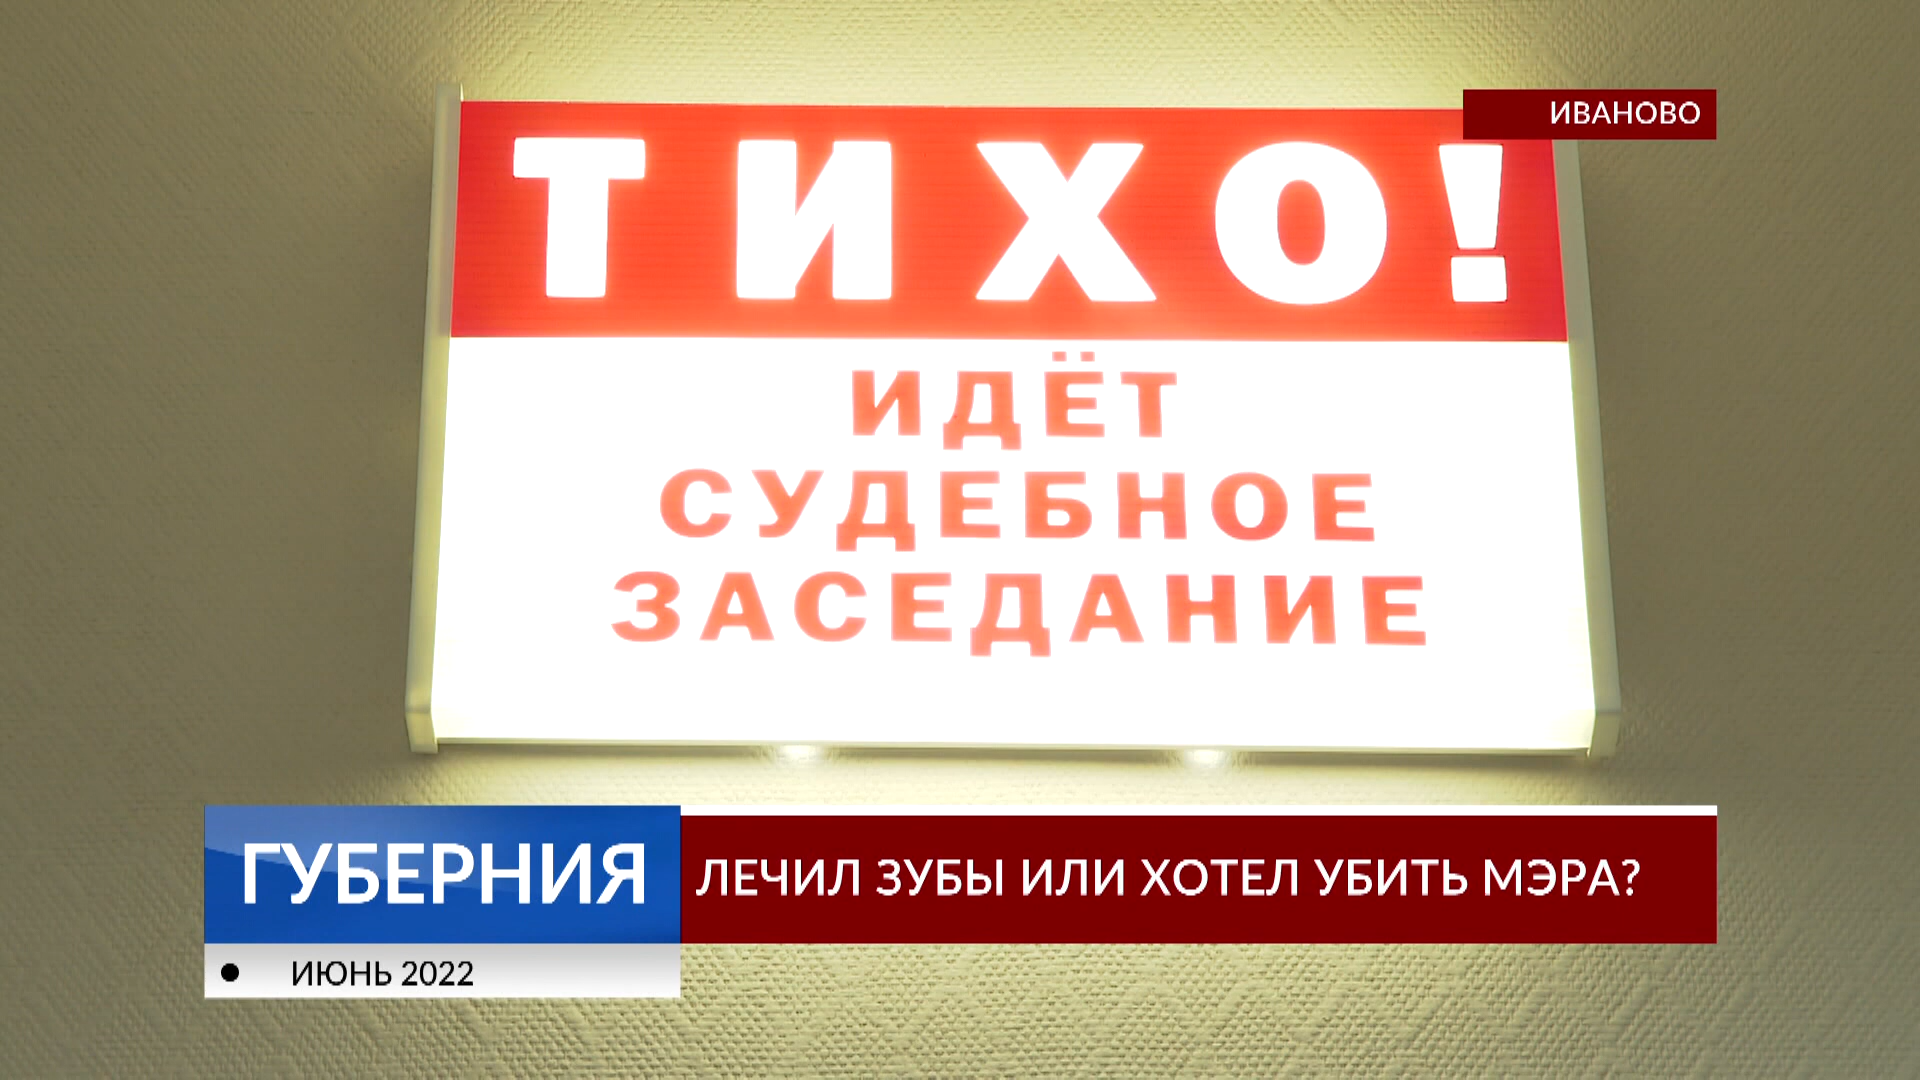 ИВАНОВО
ТИХО!
ИДЁТ
СУДЕБНОЕ
ЗАСЕДАНИЕ
ГУБЕРНИЯ
ЛЕЧИЛ ЗУБЫ ИЛИ ХОТЕЛ УБИТЬ МЭРА?
• ИЮНЬ 2022